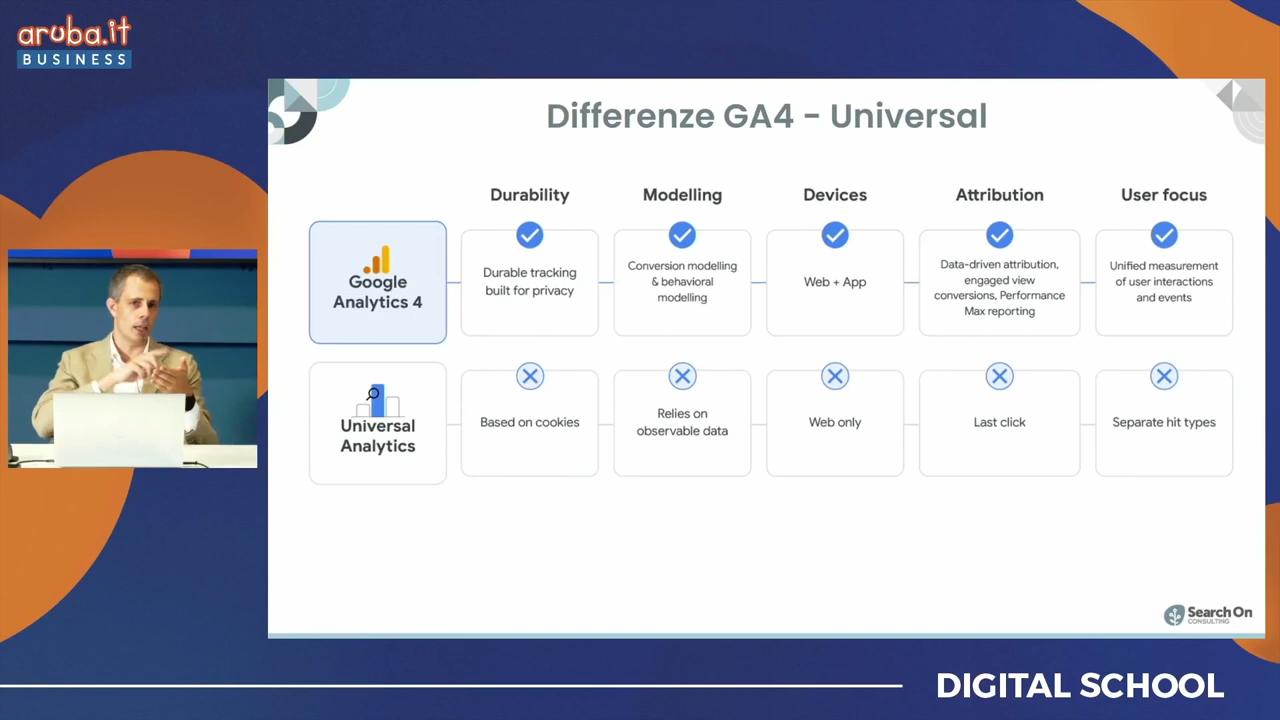 aruba.it
BUSINESS
Differenze GA4 - Universal
Durability
Modelling
Devices
Attribution
User focus
Google
Analytics 4
Durable tracking
built for privacy
Conversion modelling
& behavioral
modelling
Web + App
Data-driven attribution,
engaged view
conversions, Performance
Max reporting
Unified measurement
of user interactions
and events
Universal
Analytics
Based on cookies
Relies on
observable data
Web only
Last click
Separate hit types
Search On
CONSULTING
DIGITAL SCHOOL